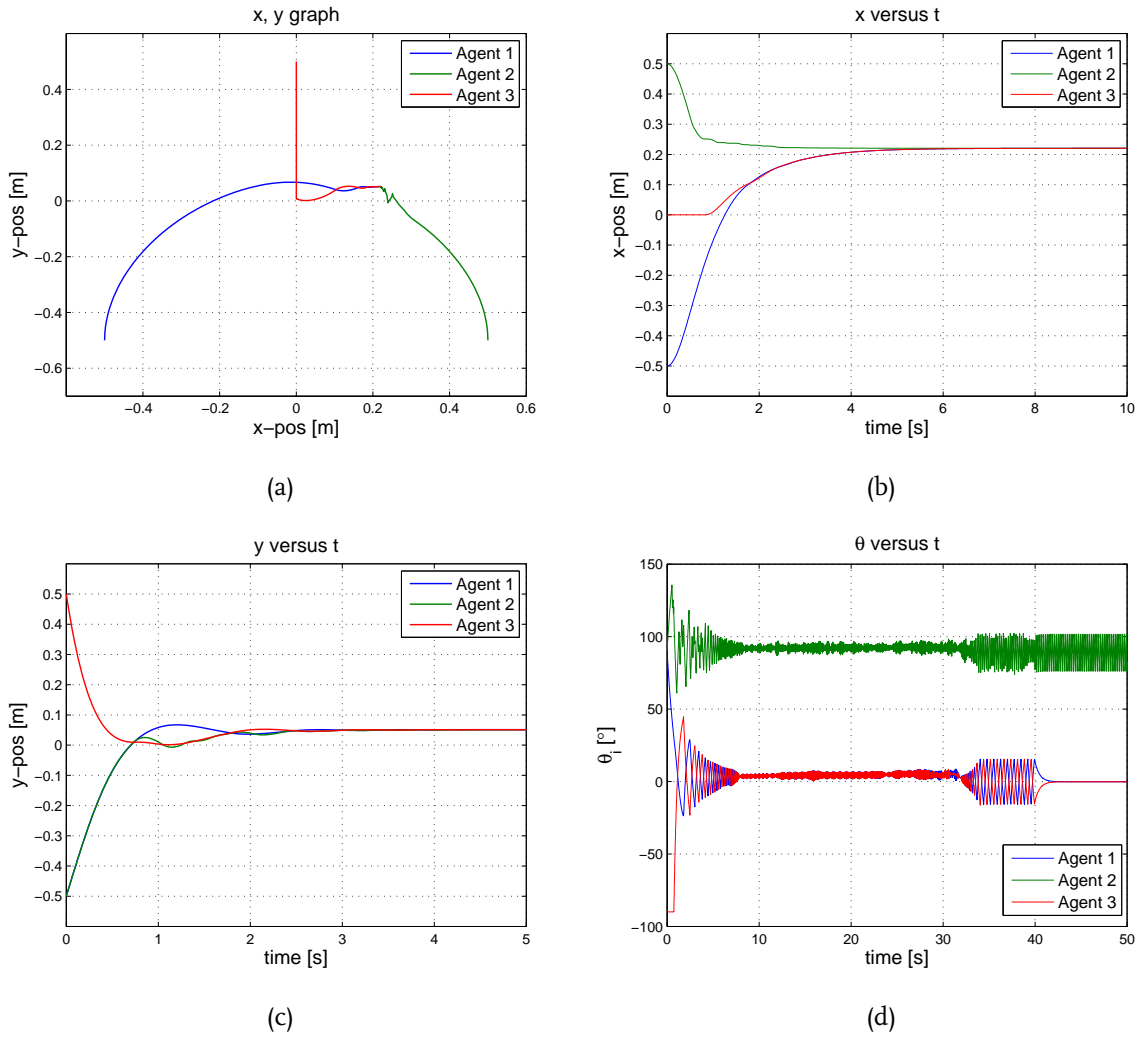 x, y graph
Agent 1
Agent 2
Agent 3
0.4
0.2
0
−0.2
−0.4
−0.6
y−pos [m]
−0.4
−0.2
0
0.2
0.4
0.6
x−pos [m]
(a)
x versus t
Agent 1
Agent 2
Agent 3
0.5
0.4
0.3
0.2
0.1
0
−0.1
−0.2
−0.3
−0.4
−0.5
x−pos [m]
0
2
4
6
8
10
time [s]
(b)
y versus t
Agent 1
Agent 2
Agent 3
0.5
0.4
0.3
0.2
0.1
0
−0.1
−0.2
−0.3
−0.4
−0.5
y−pos [m]
0
1
2
3
4
5
time [s]
(c)
θ versus t
150
100
50
0
−50
−100
θi [°]
Agent 1
Agent 2
Agent 3
0
10
20
30
40
50
time [s]
(d)